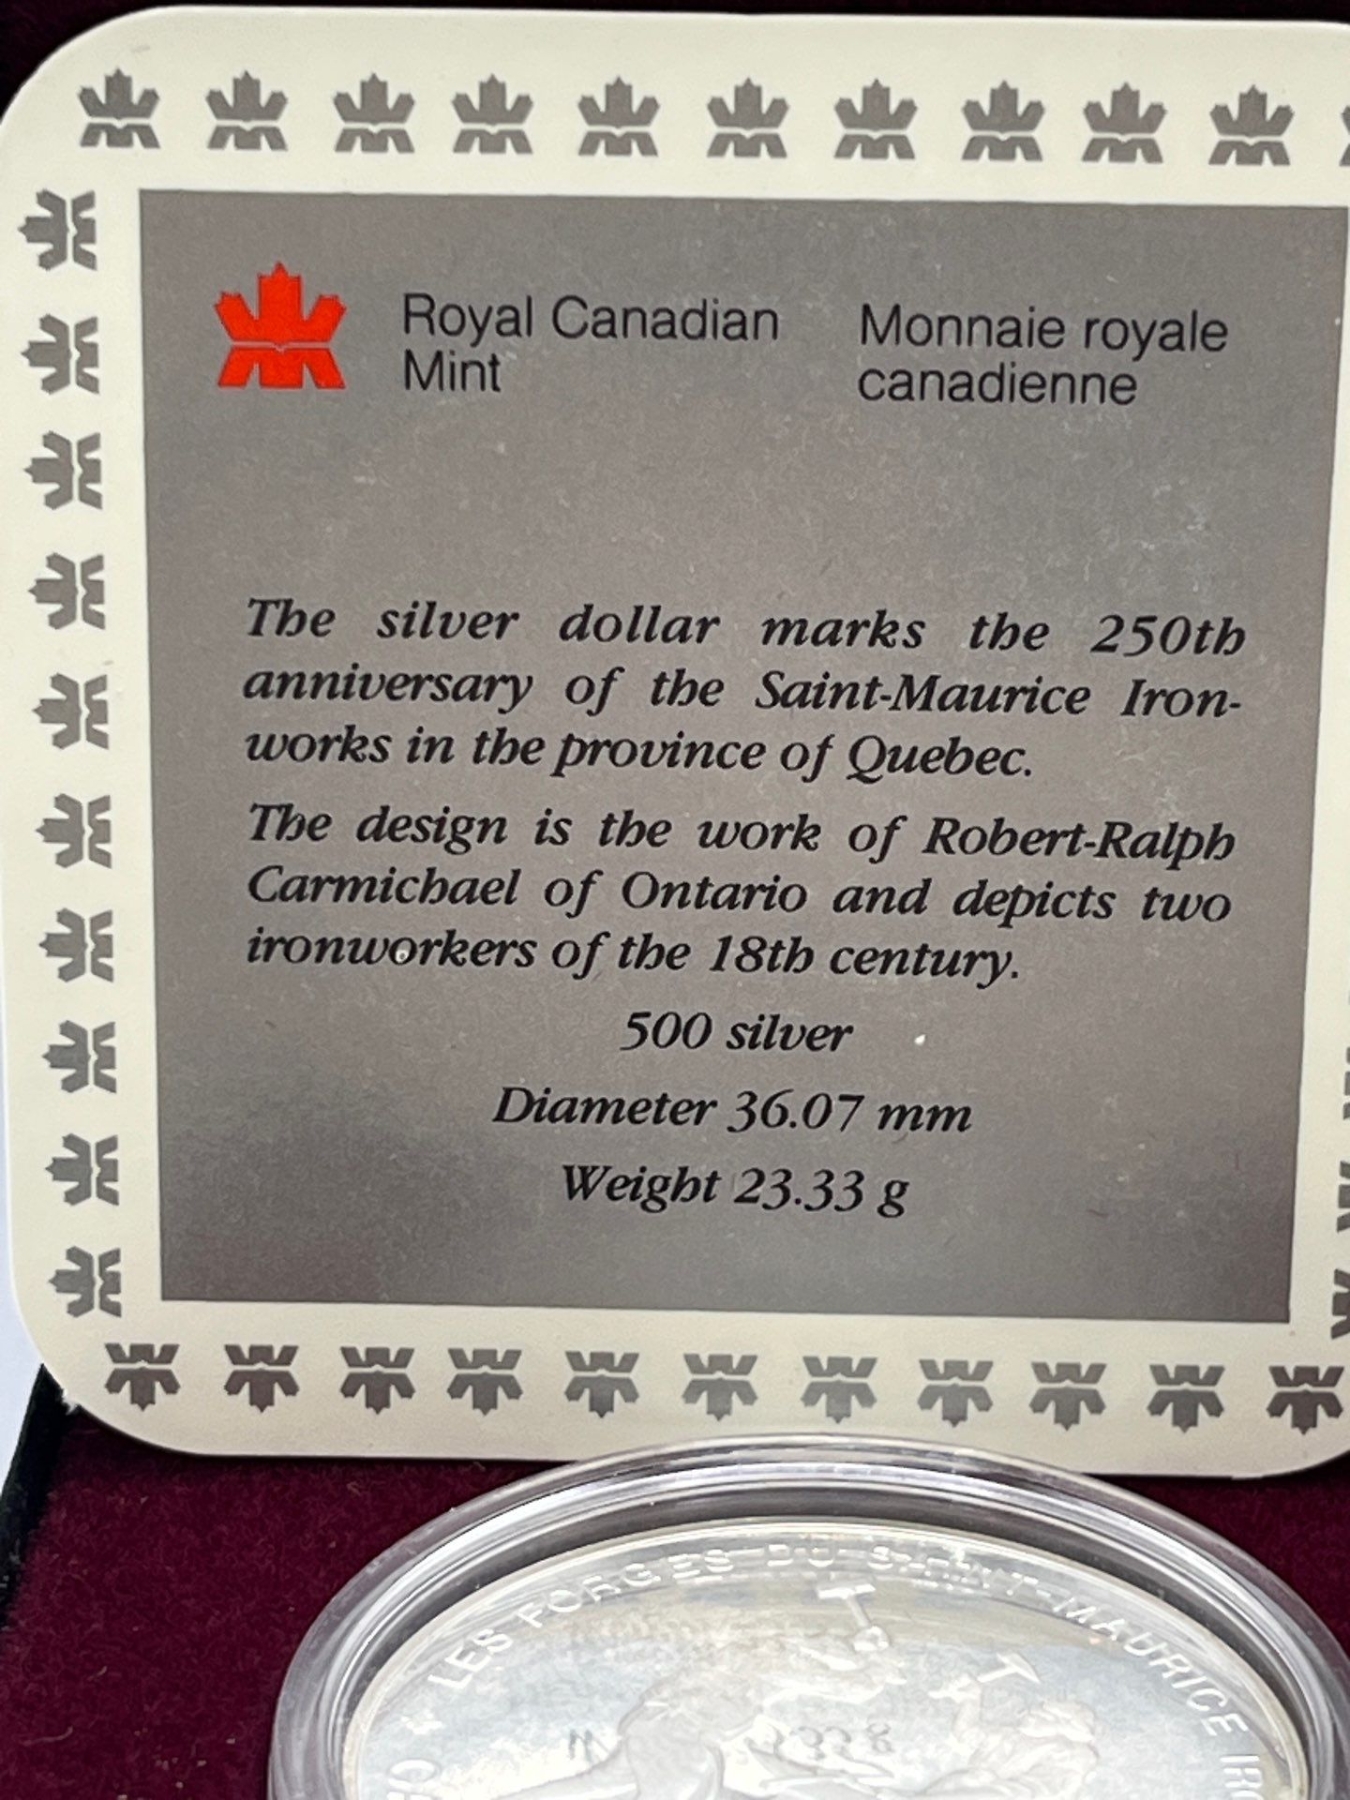 Royal Canadian
Mint
Monnaie royale
canadienne
The silver dollar marks the 250th
anniversary of the Saint-Maurice Iron-
works in the province of Quebec.
The design is the work of Robert-Ralph
Carmichael of Ontario and depicts two
ironworkers of the 18th century.
500 silver
Diameter 36.07 mm
Weight 23.33 g
LES FORGES DU SAINT-MAURICE